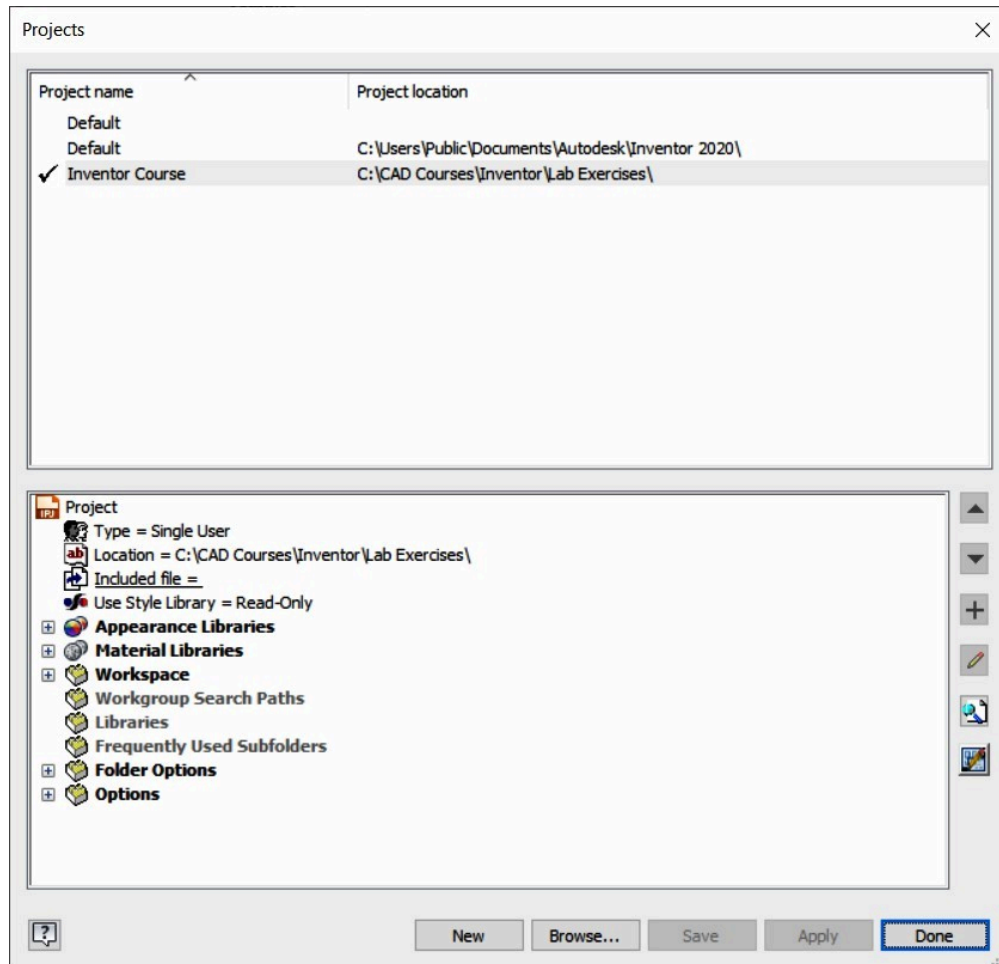 Projects
Project name Project location
Default
Default C:\Users\Public\Documents\Autodesk\Inventor 2020\
Inventor Course C:\CAD Courses\Inventor\Lab Exercises\
IPJ Project
Type = Single User
ab Location = C:\CAD Courses\Inventor\Lab Exercises\
Included file =
Use Style Library = Read-Only
Appearance Libraries
Material Libraries
Workspace
Workgroup Search Paths
Libraries
Frequently Used Subfolders
Folder Options
Options
? New Browse... Save Apply Done